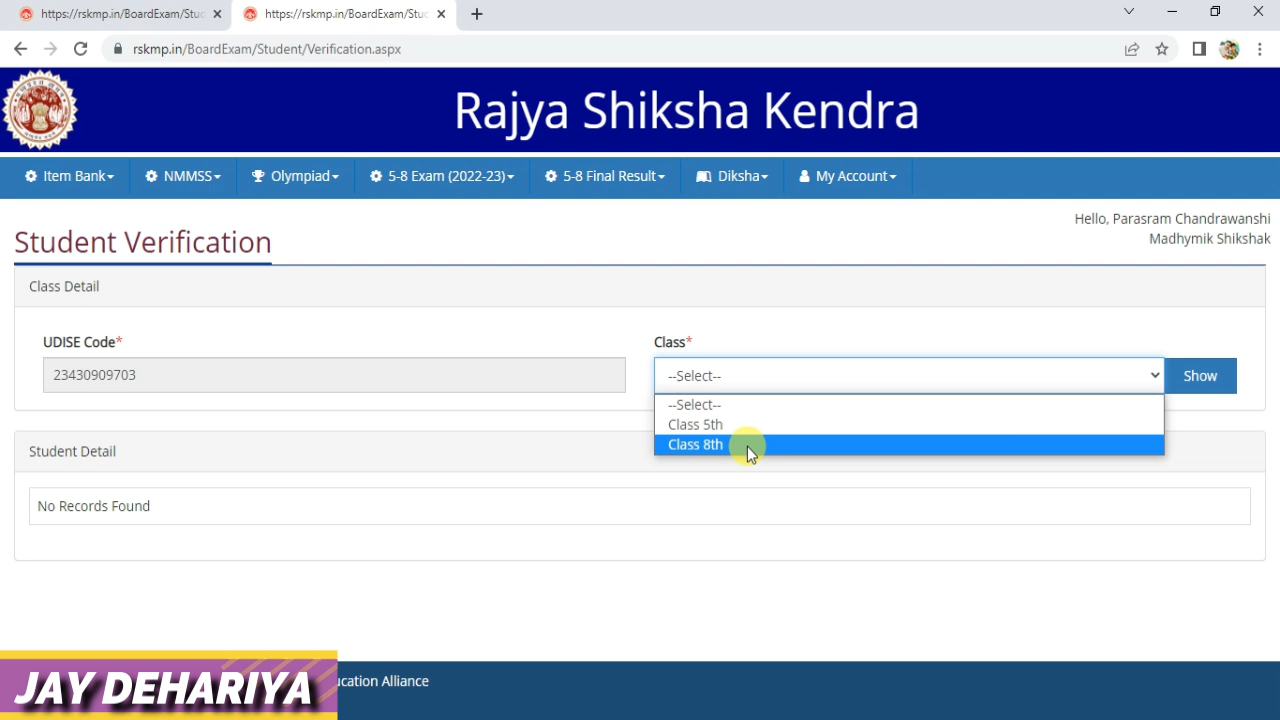 https://rskmp.in/BoardExam/Stu
https://rskmp.in/BoardExam/Stu
rskmp.in/BoardExam/Student/Verification.aspx
Rajya Shiksha Kendra
Item Bank
NMMSS
Olympiad
5-8 Exam (2022-23)
5-8 Final Result
Diksha
My Account
Hello, Parasram Chandrawanshi
Madhymik Shikshak
Student Verification
Class Detail
UDISE Code*
Class*
23430909703
--Select--
Show
--Select--
Class 5th
Class 8th
Student Detail
No Records Found
JAY DEHARIYA
ucation Alliance